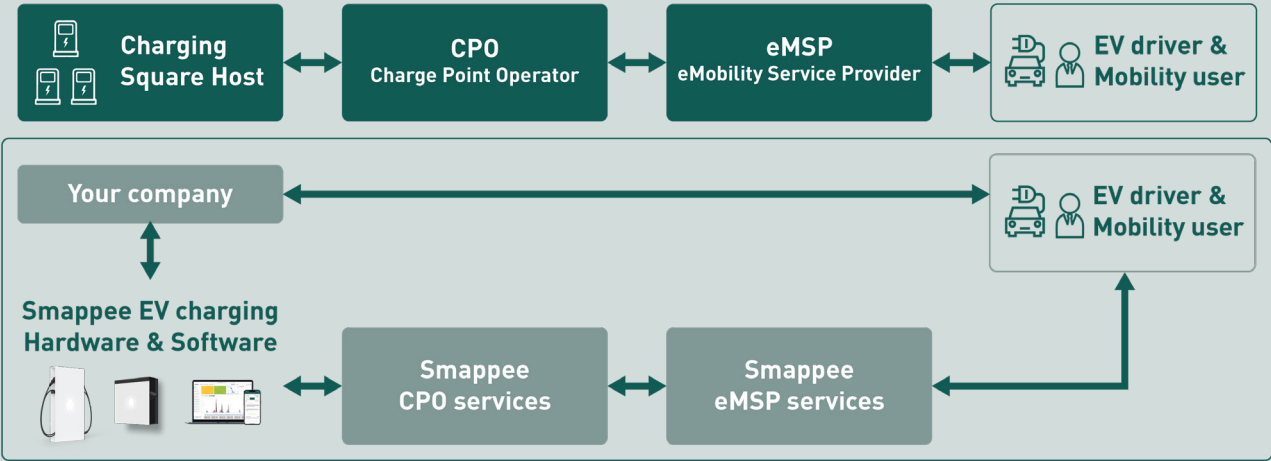 Charging
Square Host
CPO
Charge Point Operator
eMSP
eMobility Service Provider
EV driver &
Mobility user
Your company
EV driver &
Mobility user
Smappee EV charging
Hardware & Software
Smappee
CPO services
Smappee
eMSP services